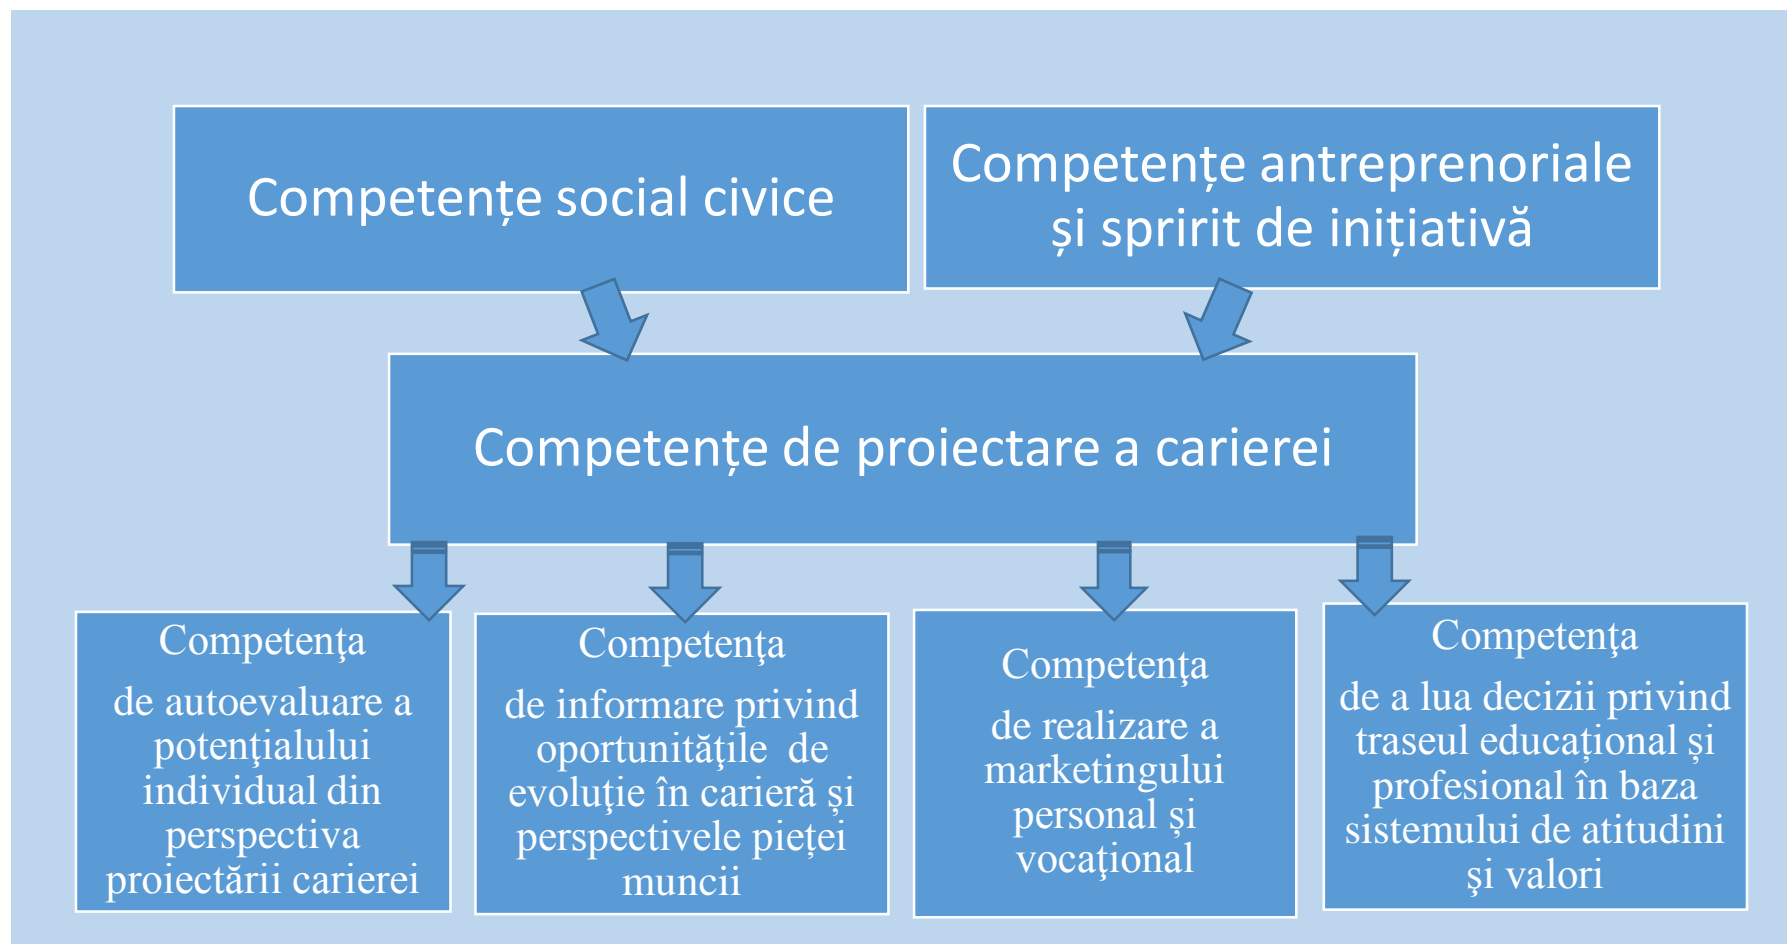 Competențe social civice
Competențe antreprenoriale
și spririt de inițiativă
Competențe de proiectare a carierei
Competenţa
de autoevaluare a
potenţialului
individual din
perspectiva
proiectării carierei
Competenţa
de informare privind
oportunităţile de
evoluţie în carieră și
perspectivele pieței
muncii
Competenţa
de realizare a
marketingului
personal și
vocaţional
Competenţa
de a lua decizii privind
traseul educațional și
profesional în baza
sistemului de atitudini
şi valori